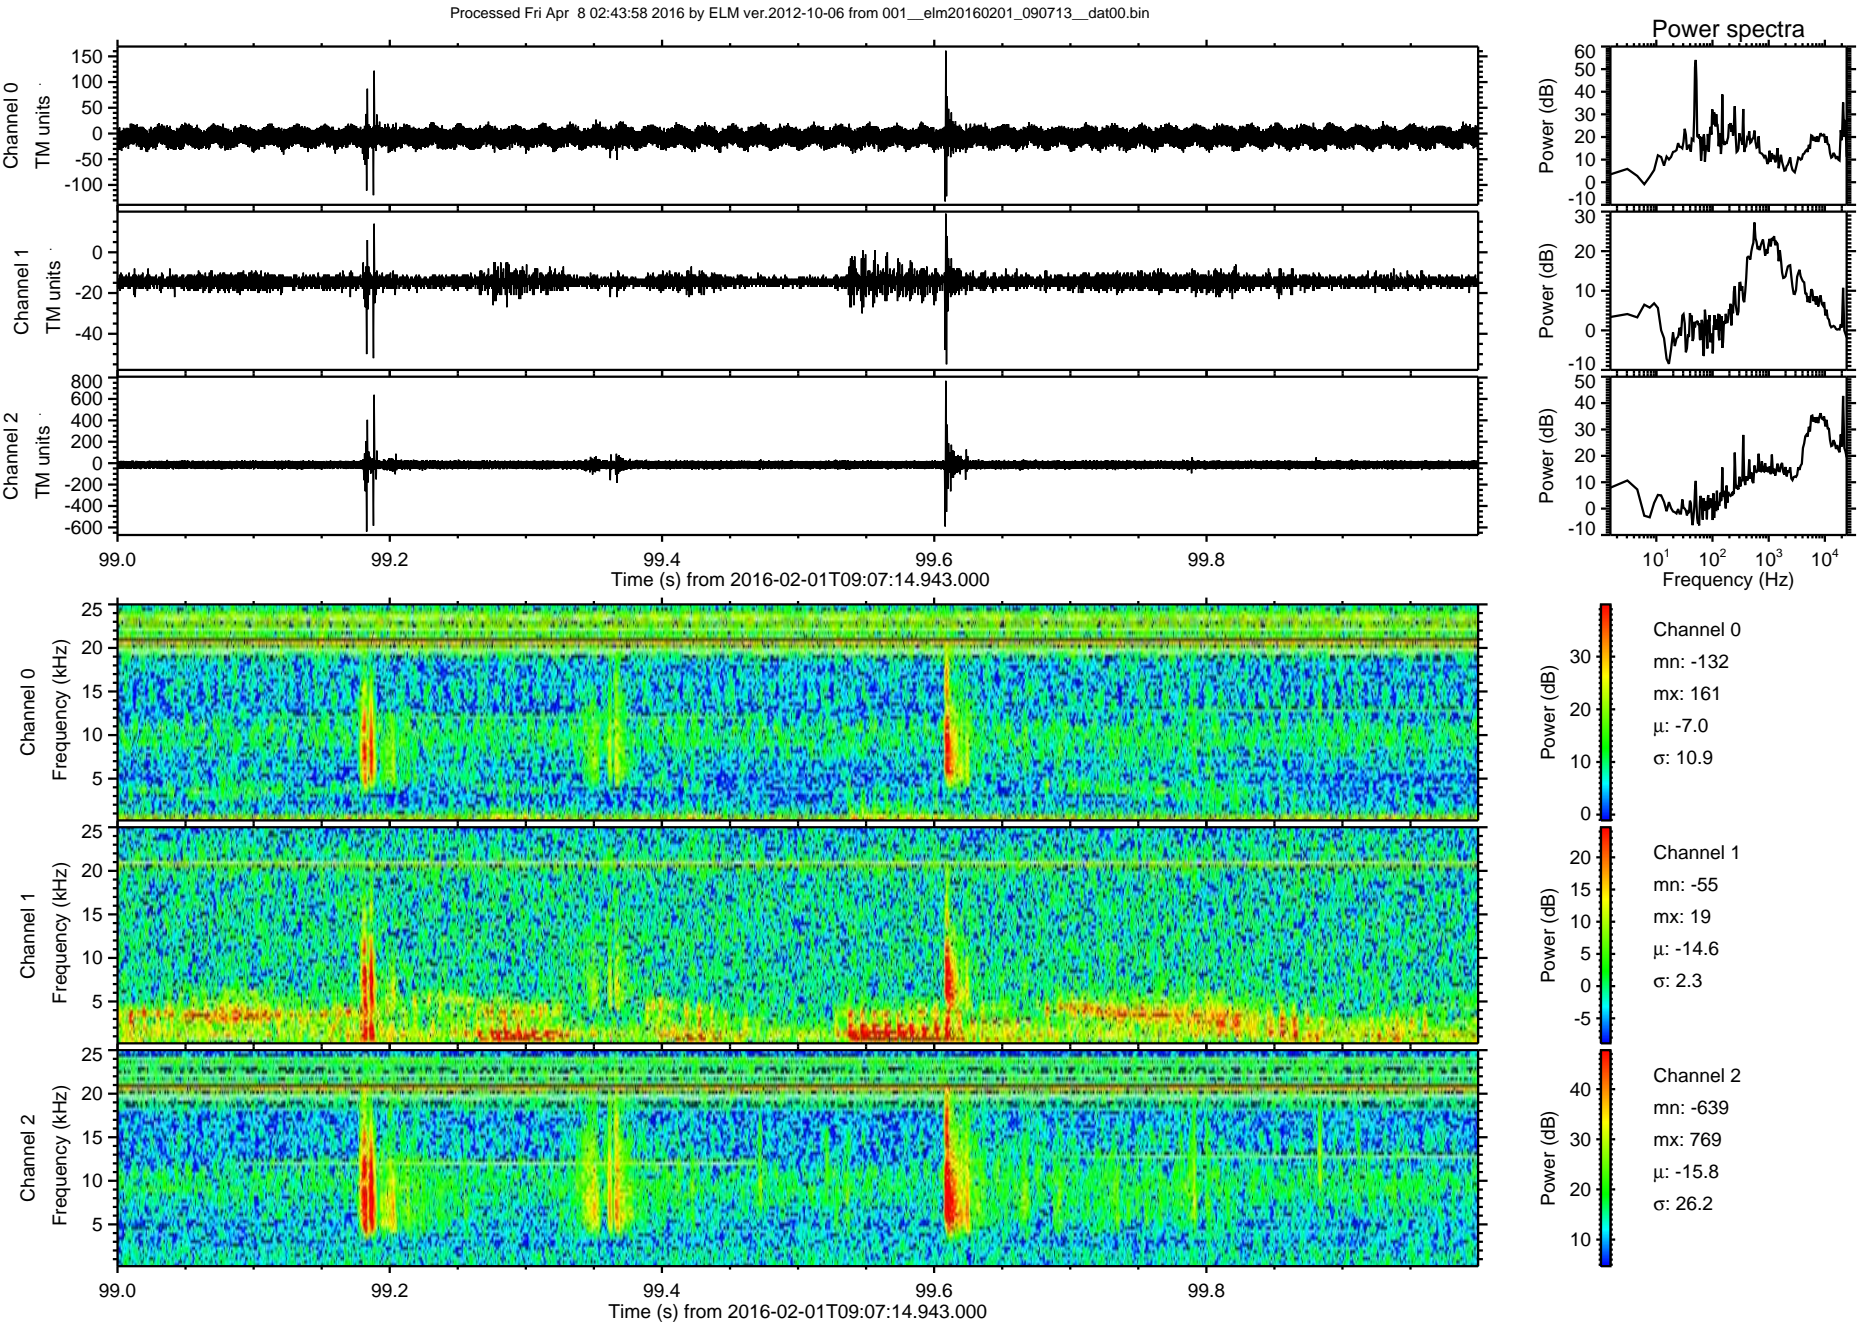 Processed Fri Apr  8 02:43:58 2016 by ELM ver.2012-10-06 from 001__elm20160201_090713__dat00.bin
Power spectra
Channel 0
TM units
150
100
50
0
-50
-100
Power (dB)
60
50
40
30
20
10
0
-10
Channel 1
TM units
0
-20
-40
Power (dB)
30
20
10
0
-10
Channel 2
TM units
800
600
400
200
0
-200
-400
-600
Power (dB)
50
40
30
20
10
0
-10
99.0 99.2 99.4 99.6 99.8
Time (s) from 2016-02-01T09:07:14.943.000
10¹ 10² 10³ 10⁴
Frequency (Hz)
Channel 0
Frequency (kHz)
25
20
15
10
5
Power (dB)
30
20
10
0
Channel 0
mn: -132
mx: 161
μ: -7.0
σ: 10.9
Channel 1
Frequency (kHz)
25
20
15
10
5
Power (dB)
20
15
10
5
0
-5
Channel 1
mn: -55
mx: 19
μ: -14.6
σ: 2.3
Channel 2
Frequency (kHz)
25
20
15
10
5
Power (dB)
40
30
20
10
Channel 2
mn: -639
mx: 769
μ: -15.8
σ: 26.2
99.0 99.2 99.4 99.6 99.8
Time (s) from 2016-02-01T09:07:14.943.000